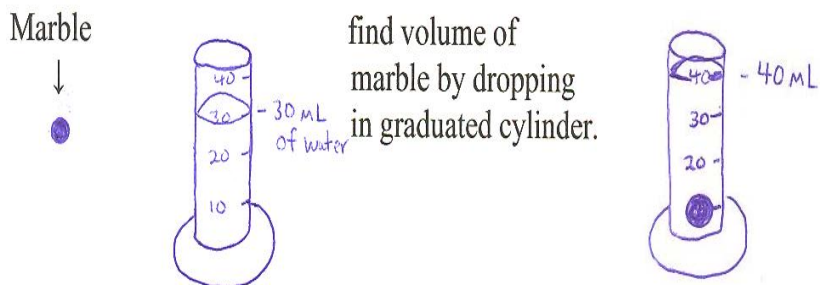 Marble
40
30
20
10
- 30 mL
of water
find volume of
marble by dropping
in graduated cylinder.
40
30
20
- 40 mL